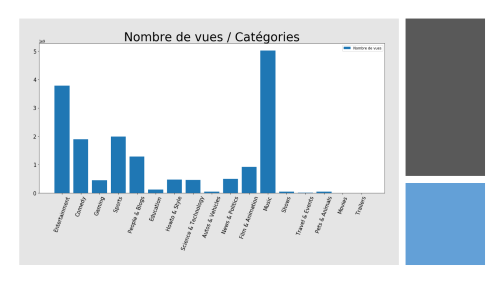 Nombre de vues / Catégories
Nombre de vues
5
4
3
2
1
0
Entertainment
Comedy
Gaming
Sports
People & Blogs
Education
Howto & Style
Science & Technology
Autos & Vehicles
News & Politics
Film & Animation
Music
Shows
Travel & Events
Pets & Animals
Movies
Trailers